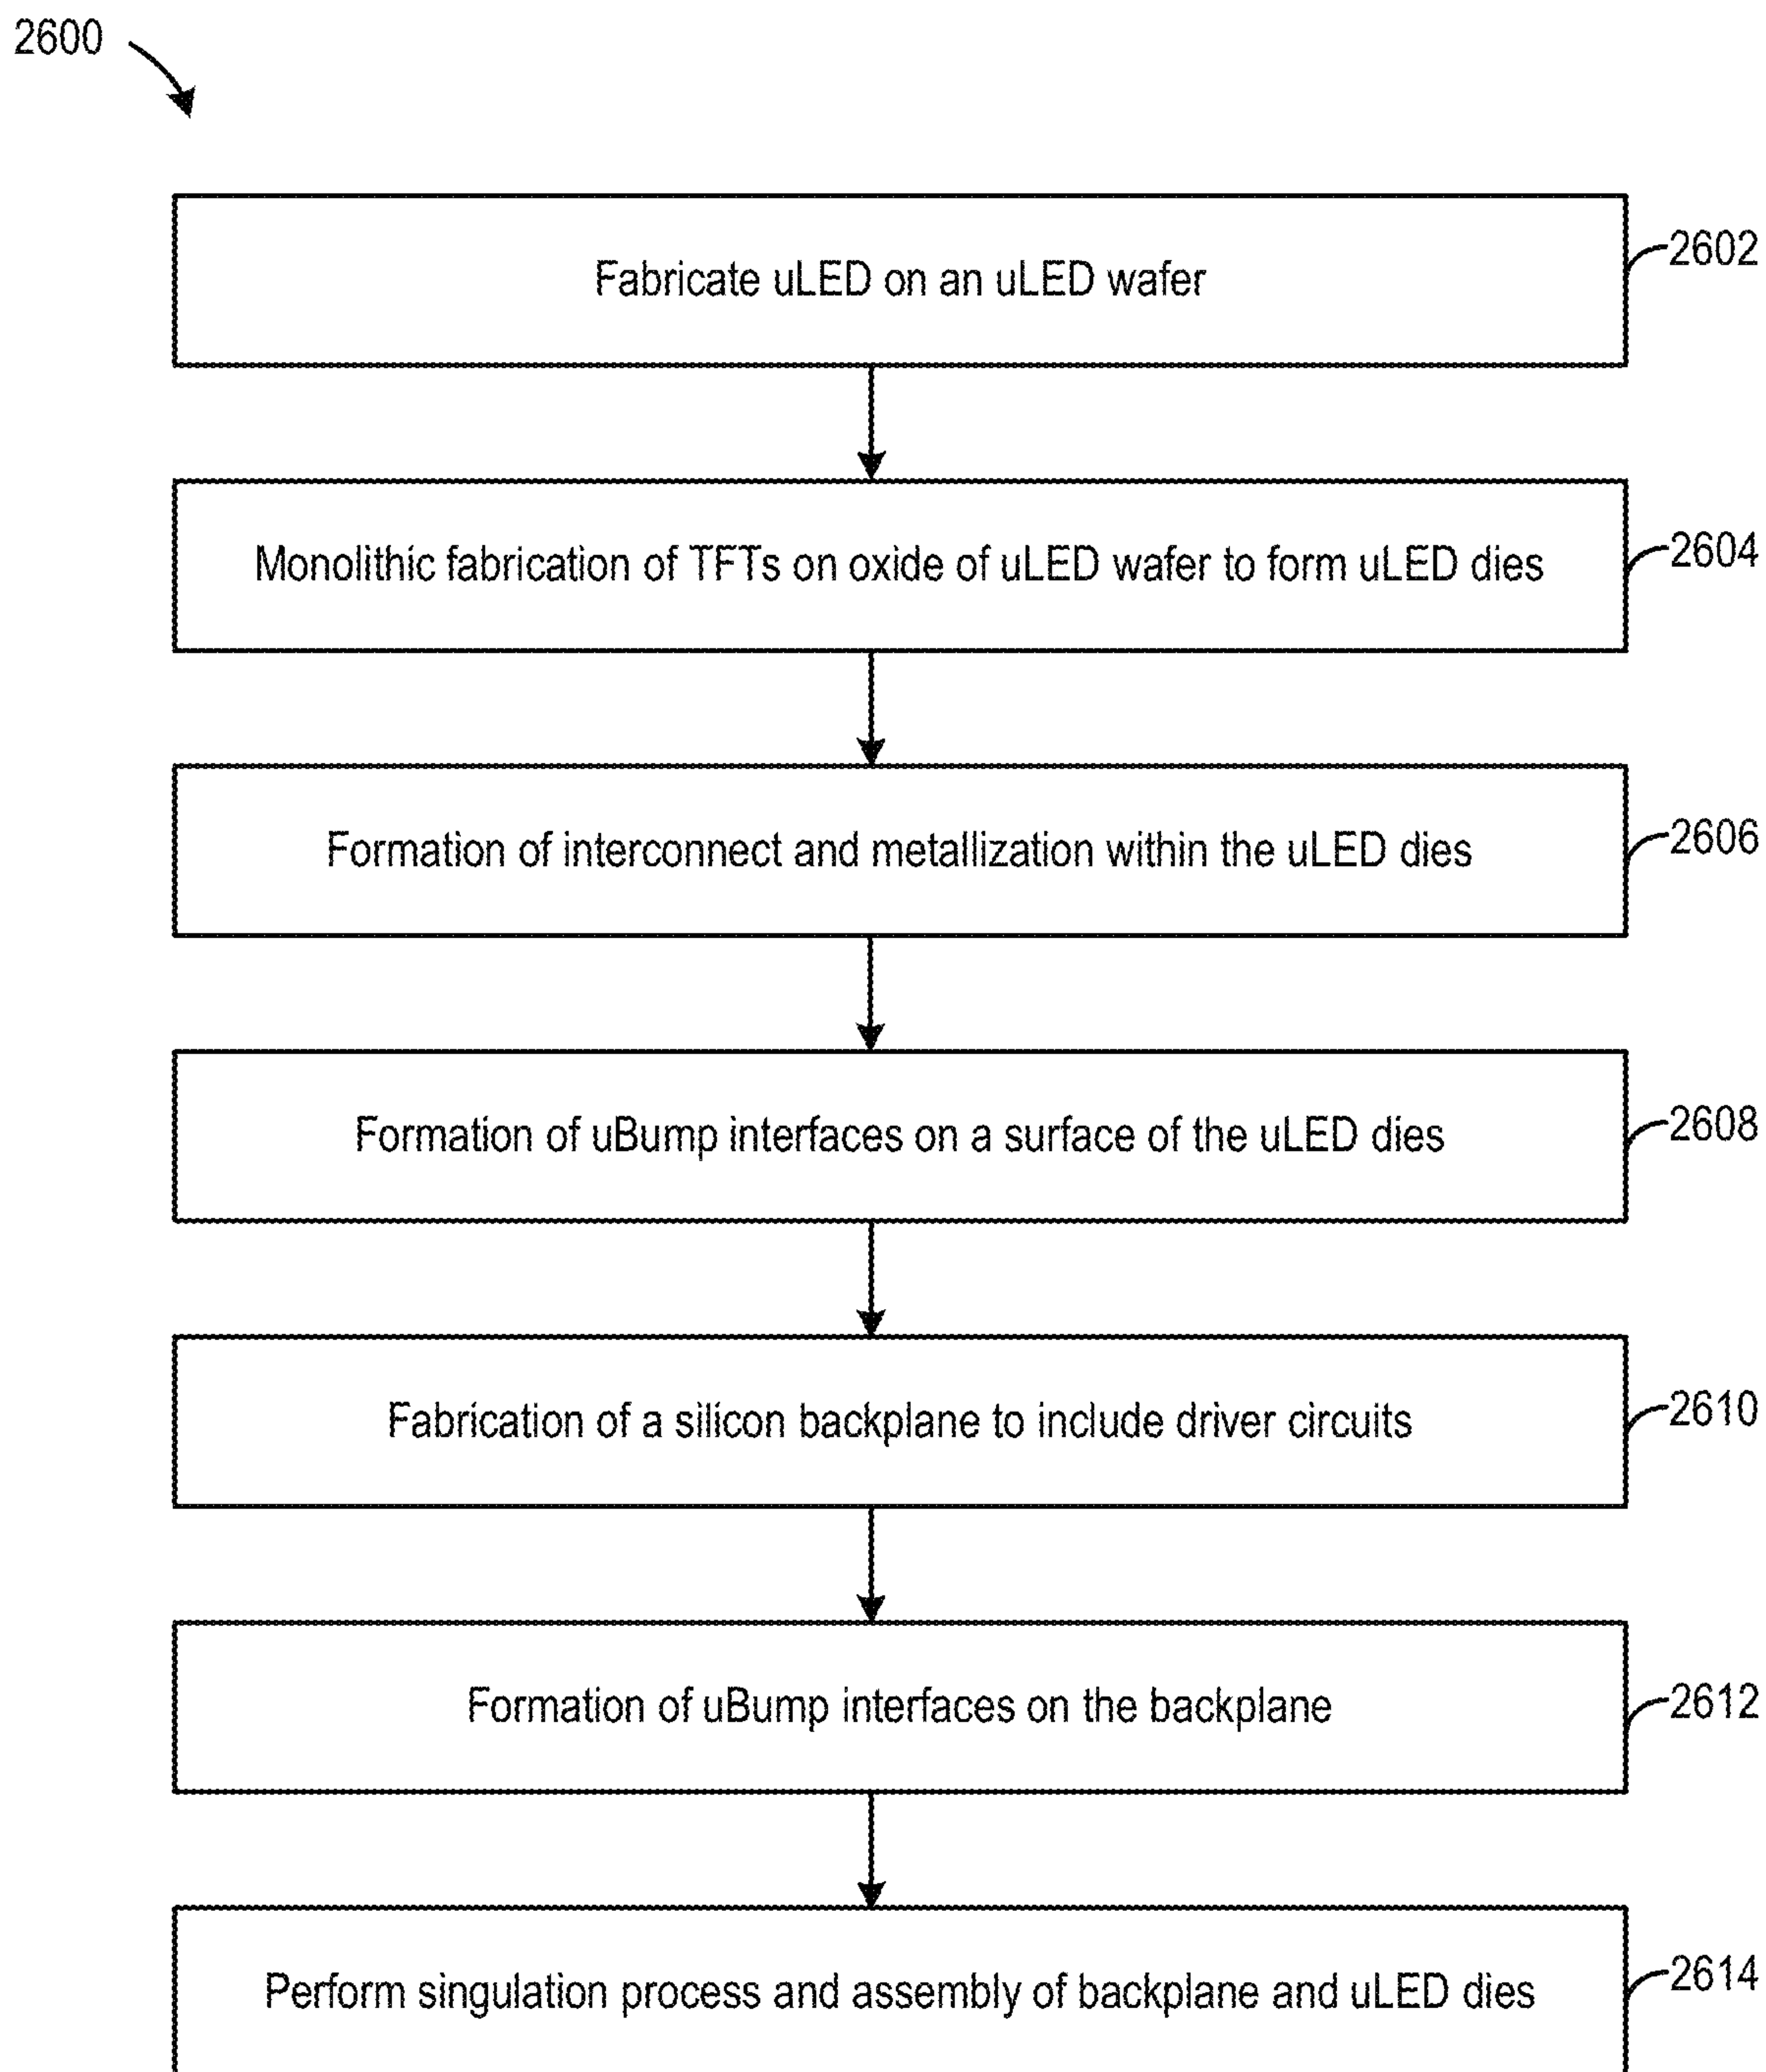 2600
Fabricate uLED on an uLED wafer
2602
Monolithic fabrication of TFTs on oxide of uLED wafer to form uLED dies
2604
Formation of interconnect and metallization within the uLED dies
2606
Formation of uBump interfaces on a surface of the uLED dies
2608
Fabrication of a silicon backplane to include driver circuits
2610
Formation of uBump interfaces on the backplane
2612
Perform singulation process and assembly of backplane and uLED dies
2614